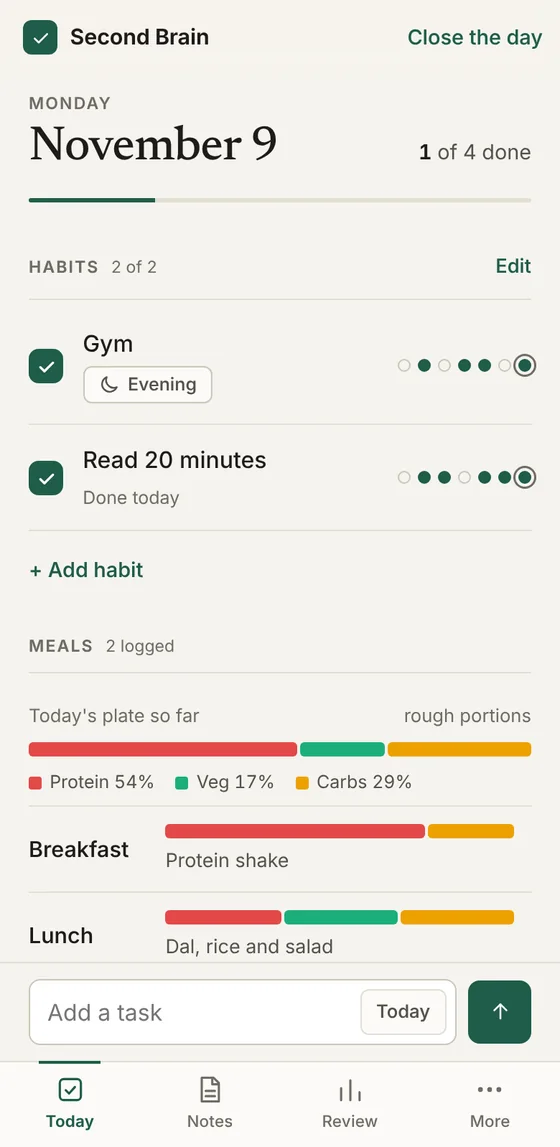 Second Brain
Close the day
MONDAY
November 9
1 of 4 done
HABITS 2 of 2
Edit
Gym
Evening
Read 20 minutes
Done today
+ Add habit
MEALS 2 logged
Today's plate so far
rough portions
Protein 54% Veg 17% Carbs 29%
Breakfast
Protein shake
Lunch
Dal, rice and salad
Add a task
Today
Today
Notes
Review
More